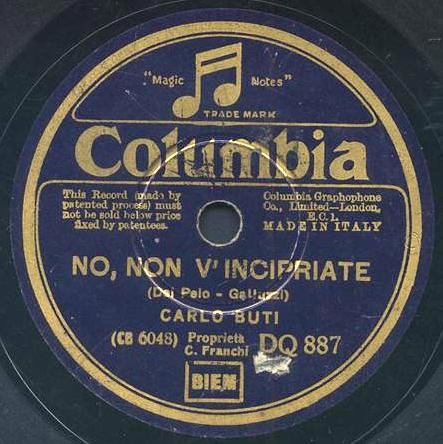 "Magic Notes"
TRADE MARK
Columbia
This Record (made by
patented process) must
not be sold below price
fixed by patentees.
Columbia Graphophone
Co., Limited—London,
E.C.1.
MADE IN ITALY
NO, NON V'INCIPRIATE
(Del Pelo - Galluzzi)
CARLO BUTI
(CB 6048) Proprietà
C. Franchi DQ 887
BIEM